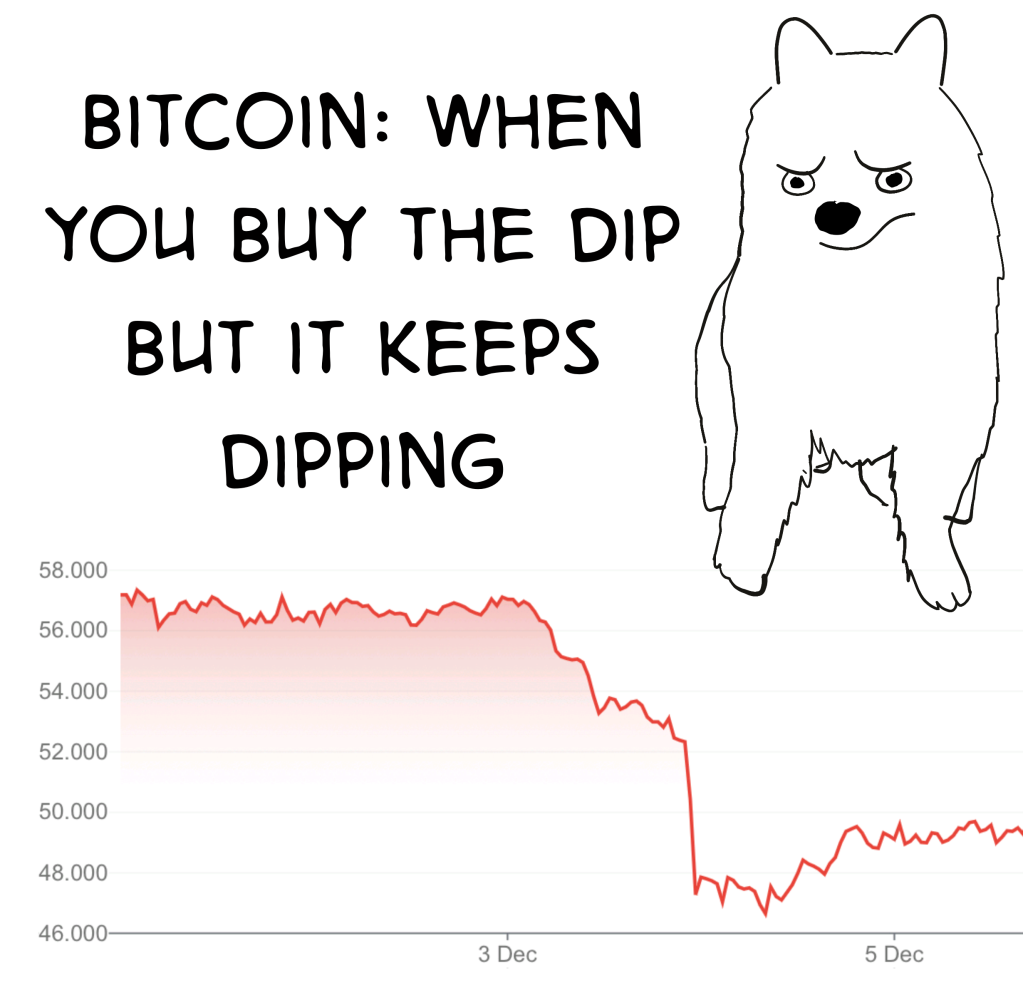 BITCOIN: WHEN
YOU BUY THE DIP
BUT IT KEEPS
DIPPING
58.000
56.000
54.000
52.000
50.000
48.000
46.000
3 Dec
5 Dec